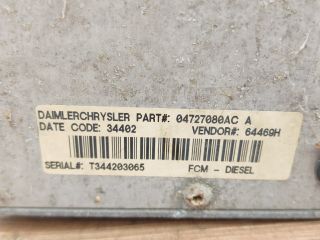 DAIMLERCHRYSLER PART#: 04727080AC A
DATE CODE: 34402 VENDOR#: 64469H
SERIAL#: T344203065 FCM - DIESEL